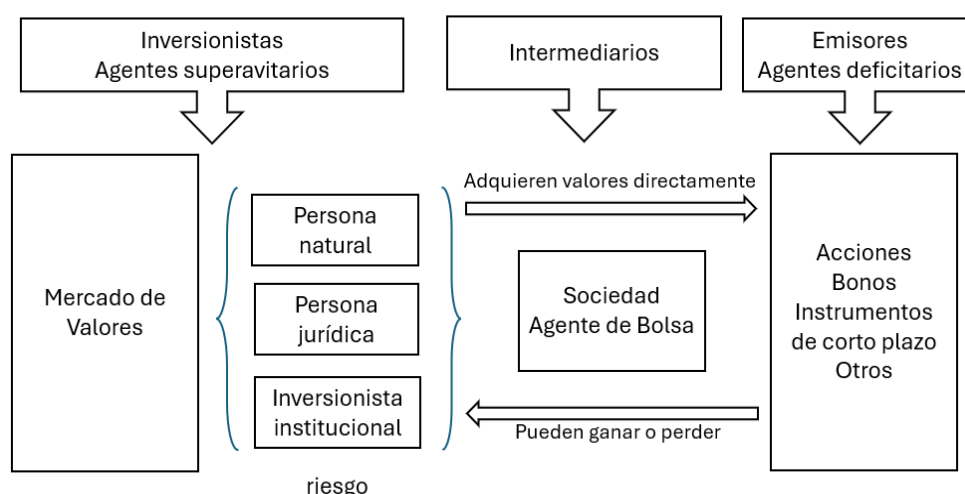 Inversionistas
Agentes superavitarios
Intermediarios
Emisores
Agentes deficitarios
Mercado de
Valores
Persona
natural
Persona
jurídica
Inversionista
institucional
riesgo
Adquieren valores directamente
Sociedad
Agente de Bolsa
Pueden ganar o perder
Acciones
Bonos
Instrumentos
de corto plazo
Otros